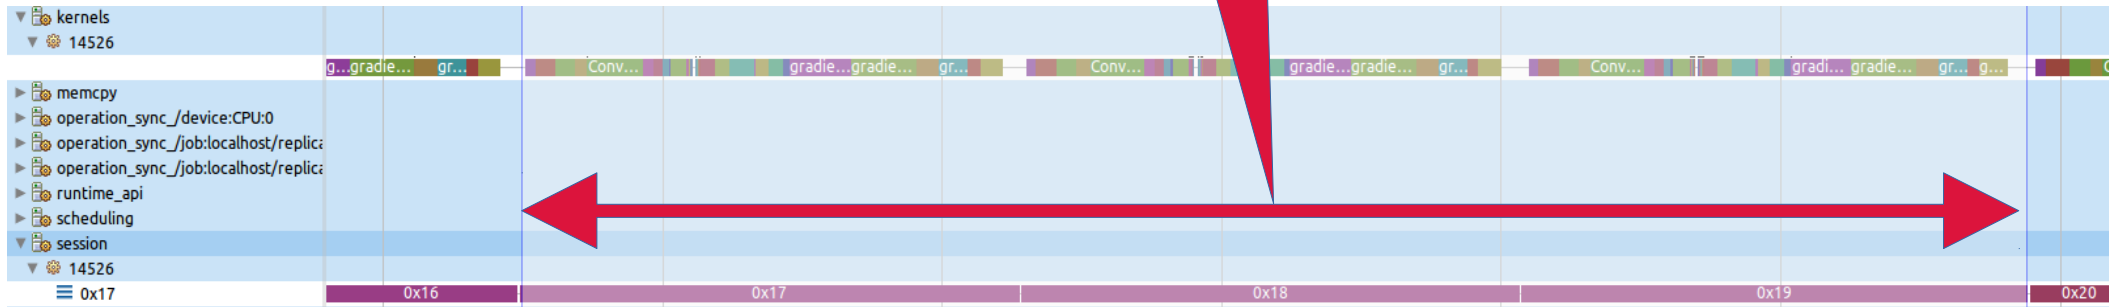 kernels
14526
g... gradie... gr... Conv... gradie... gradie... gr... Conv... gradie... gradie... gr... Conv... gradi... gradie... gr... g...
memcpy
operation_sync_/device:CPU:0
operation_sync_/job:localhost/replica
operation_sync_/job:localhost/replica
runtime_api
scheduling
session
14526
0x17 0x16 0x17 0x18 0x19 0x20